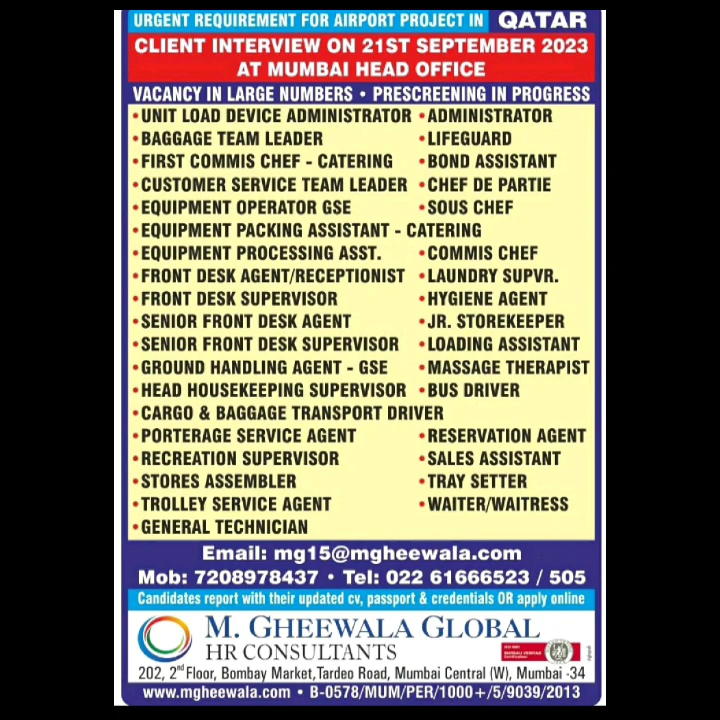 URGENT REQUIREMENT FOR AIRPORT PROJECT IN QATAR
CLIENT INTERVIEW ON 21ST SEPTEMBER 2023
AT MUMBAI HEAD OFFICE
VACANCY IN LARGE NUMBERS • PRESCREENING IN PROGRESS
• UNIT LOAD DEVICE ADMINISTRATOR • ADMINISTRATOR
• BAGGAGE TEAM LEADER • LIFEGUARD
• FIRST COMMIS CHEF - CATERING • BOND ASSISTANT
• CUSTOMER SERVICE TEAM LEADER • CHEF DE PARTIE
• EQUIPMENT OPERATOR GSE • SOUS CHEF
• EQUIPMENT PACKING ASSISTANT - CATERING
• EQUIPMENT PROCESSING ASST. • COMMIS CHEF
• FRONT DESK AGENT/RECEPTIONIST • LAUNDRY SUPVR.
• FRONT DESK SUPERVISOR • HYGIENE AGENT
• SENIOR FRONT DESK AGENT • JR. STOREKEEPER
• SENIOR FRONT DESK SUPERVISOR • LOADING ASSISTANT
• GROUND HANDLING AGENT - GSE • MASSAGE THERAPIST
• HEAD HOUSEKEEPING SUPERVISOR • BUS DRIVER
• CARGO & BAGGAGE TRANSPORT DRIVER
• PORTERAGE SERVICE AGENT • RESERVATION AGENT
• RECREATION SUPERVISOR • SALES ASSISTANT
• STORES ASSEMBLER • TRAY SETTER
• TROLLEY SERVICE AGENT • WAITER/WAITRESS
• GENERAL TECHNICIAN
Email: mg15@mgheewala.com
Mob: 7208978437 • Tel: 022 61666523 / 505
Candidates report with their updated cv, passport & credentials OR apply online
M. GHEEWALA GLOBAL
HR CONSULTANTS
202, 2nd Floor, Bombay Market, Tardeo Road, Mumbai Central (W), Mumbai -34
www.mgheewala.com • B-0578/MUM/PER/1000+/5/9039/2013